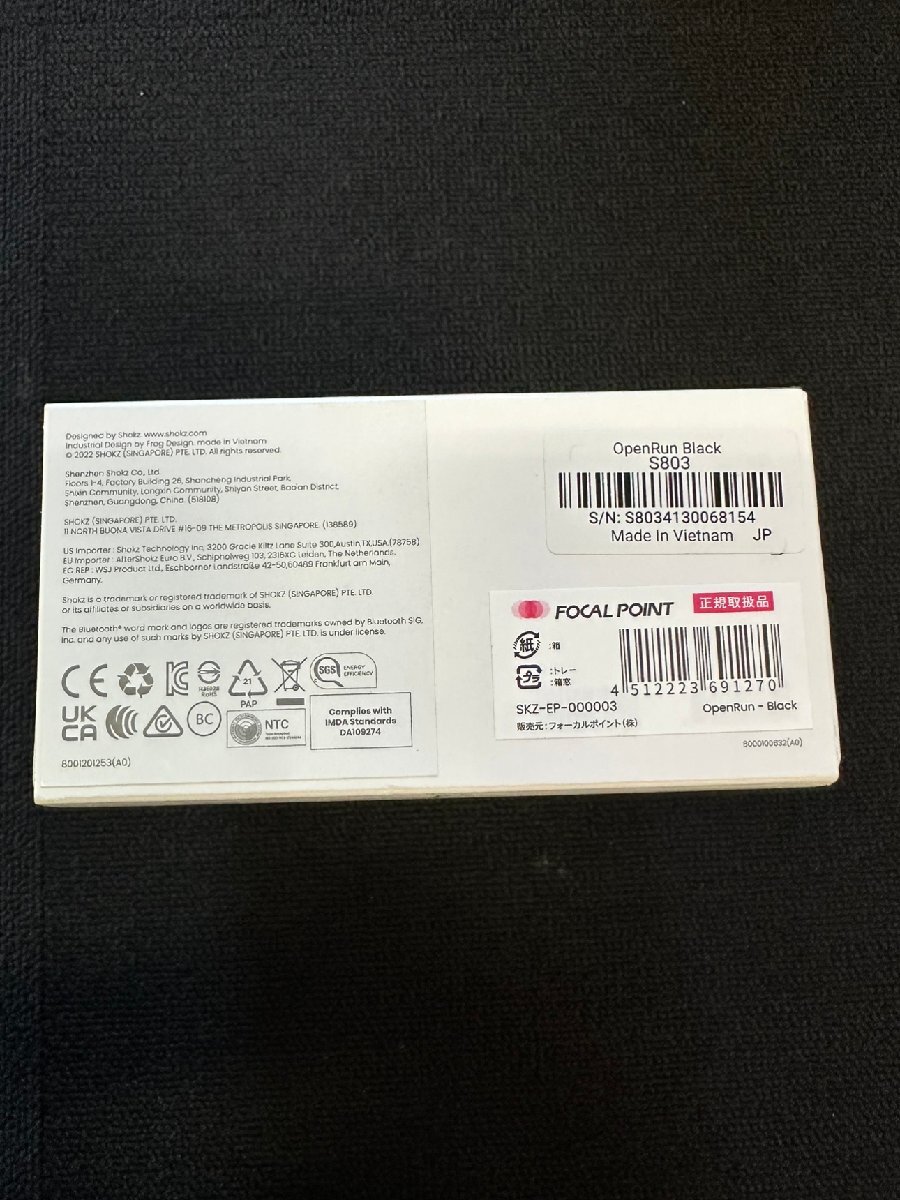 Designed by Shokz. www.shokz.com
Industrial Design by Frog Design. made in Vietnam
© 2022 SHOKZ (SINGAPORE) PTE. LTD. All rights reserved.
Shenzhen Shokz Co., Ltd.
Floors 1-4, Factory Building 26, Shancheng Industrial Park,
Shixin Community, Longxin Community, Shiyan Street, Baoan District,
Shenzhen, Guangdong, China. (518108)
SHOKZ (SINGAPORE) PTE. LTD.
11 NORTH BUONA VISTA DRIVE #16-09 THE METROPOLIS SINGAPORE. (138589)
US Importer : Shokz Technology Inc, 3200 Gracie Kiltz Lane Suite 300,Austin,TX,USA.(78758)
EU Importer : AfterShokz Euro B.V., Schipholweg 103, 2316XC Leiden, The Netherlands.
EC REP : WSJ Product Ltd., Eschborner Landstraße 42-50,60489 Frankfurt am Main,
Germany.
Shokz is a trademark or registered trademark of SHOKZ (SINGAPORE) PTE. LTD.
or its affiliates or subsidiaries on a worldwide basis.
The Bluetooth® word mark and logos are registered trademarks owned by Bluetooth SIG,
Inc. and any use of such marks by SHOKZ (SINGAPORE) PTE. LTD. is under license.
CE
21
PAP
SGS
ENERGY
EFFICIENCY
UK
CA
BC
NTC
Complies with
IMDA Standards
DA109274
8001201253(A0)
OpenRun Black
S803
S/N: S8034130068154
Made In Vietnam JP
FOCAL POINT 正規取扱品
紙 :箱
プラ :トレー
:箱窓
4 512223 691270
SKZ-EP-000003 OpenRun - Black
販売元 : フォーカルポイント(株)
8000100632(A0)